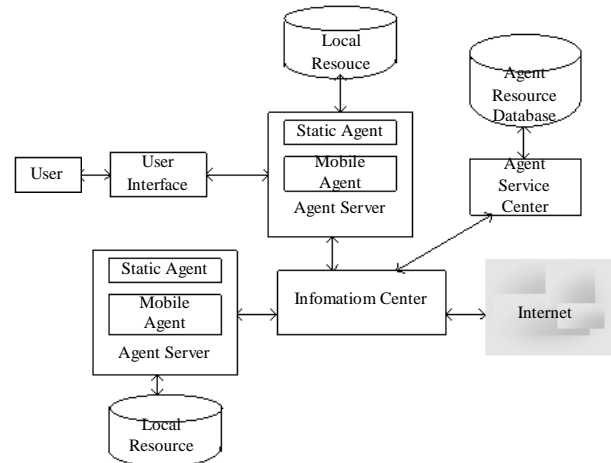 Local
Resouce
Agent
Resource
Database
Static Agent
Mobile
Agent
Agent Server
User
User
Interface
Agent
Service
Center
Static Agent
Mobile
Agent
Agent Server
Infomatiom Center
Internet
Local
Resource